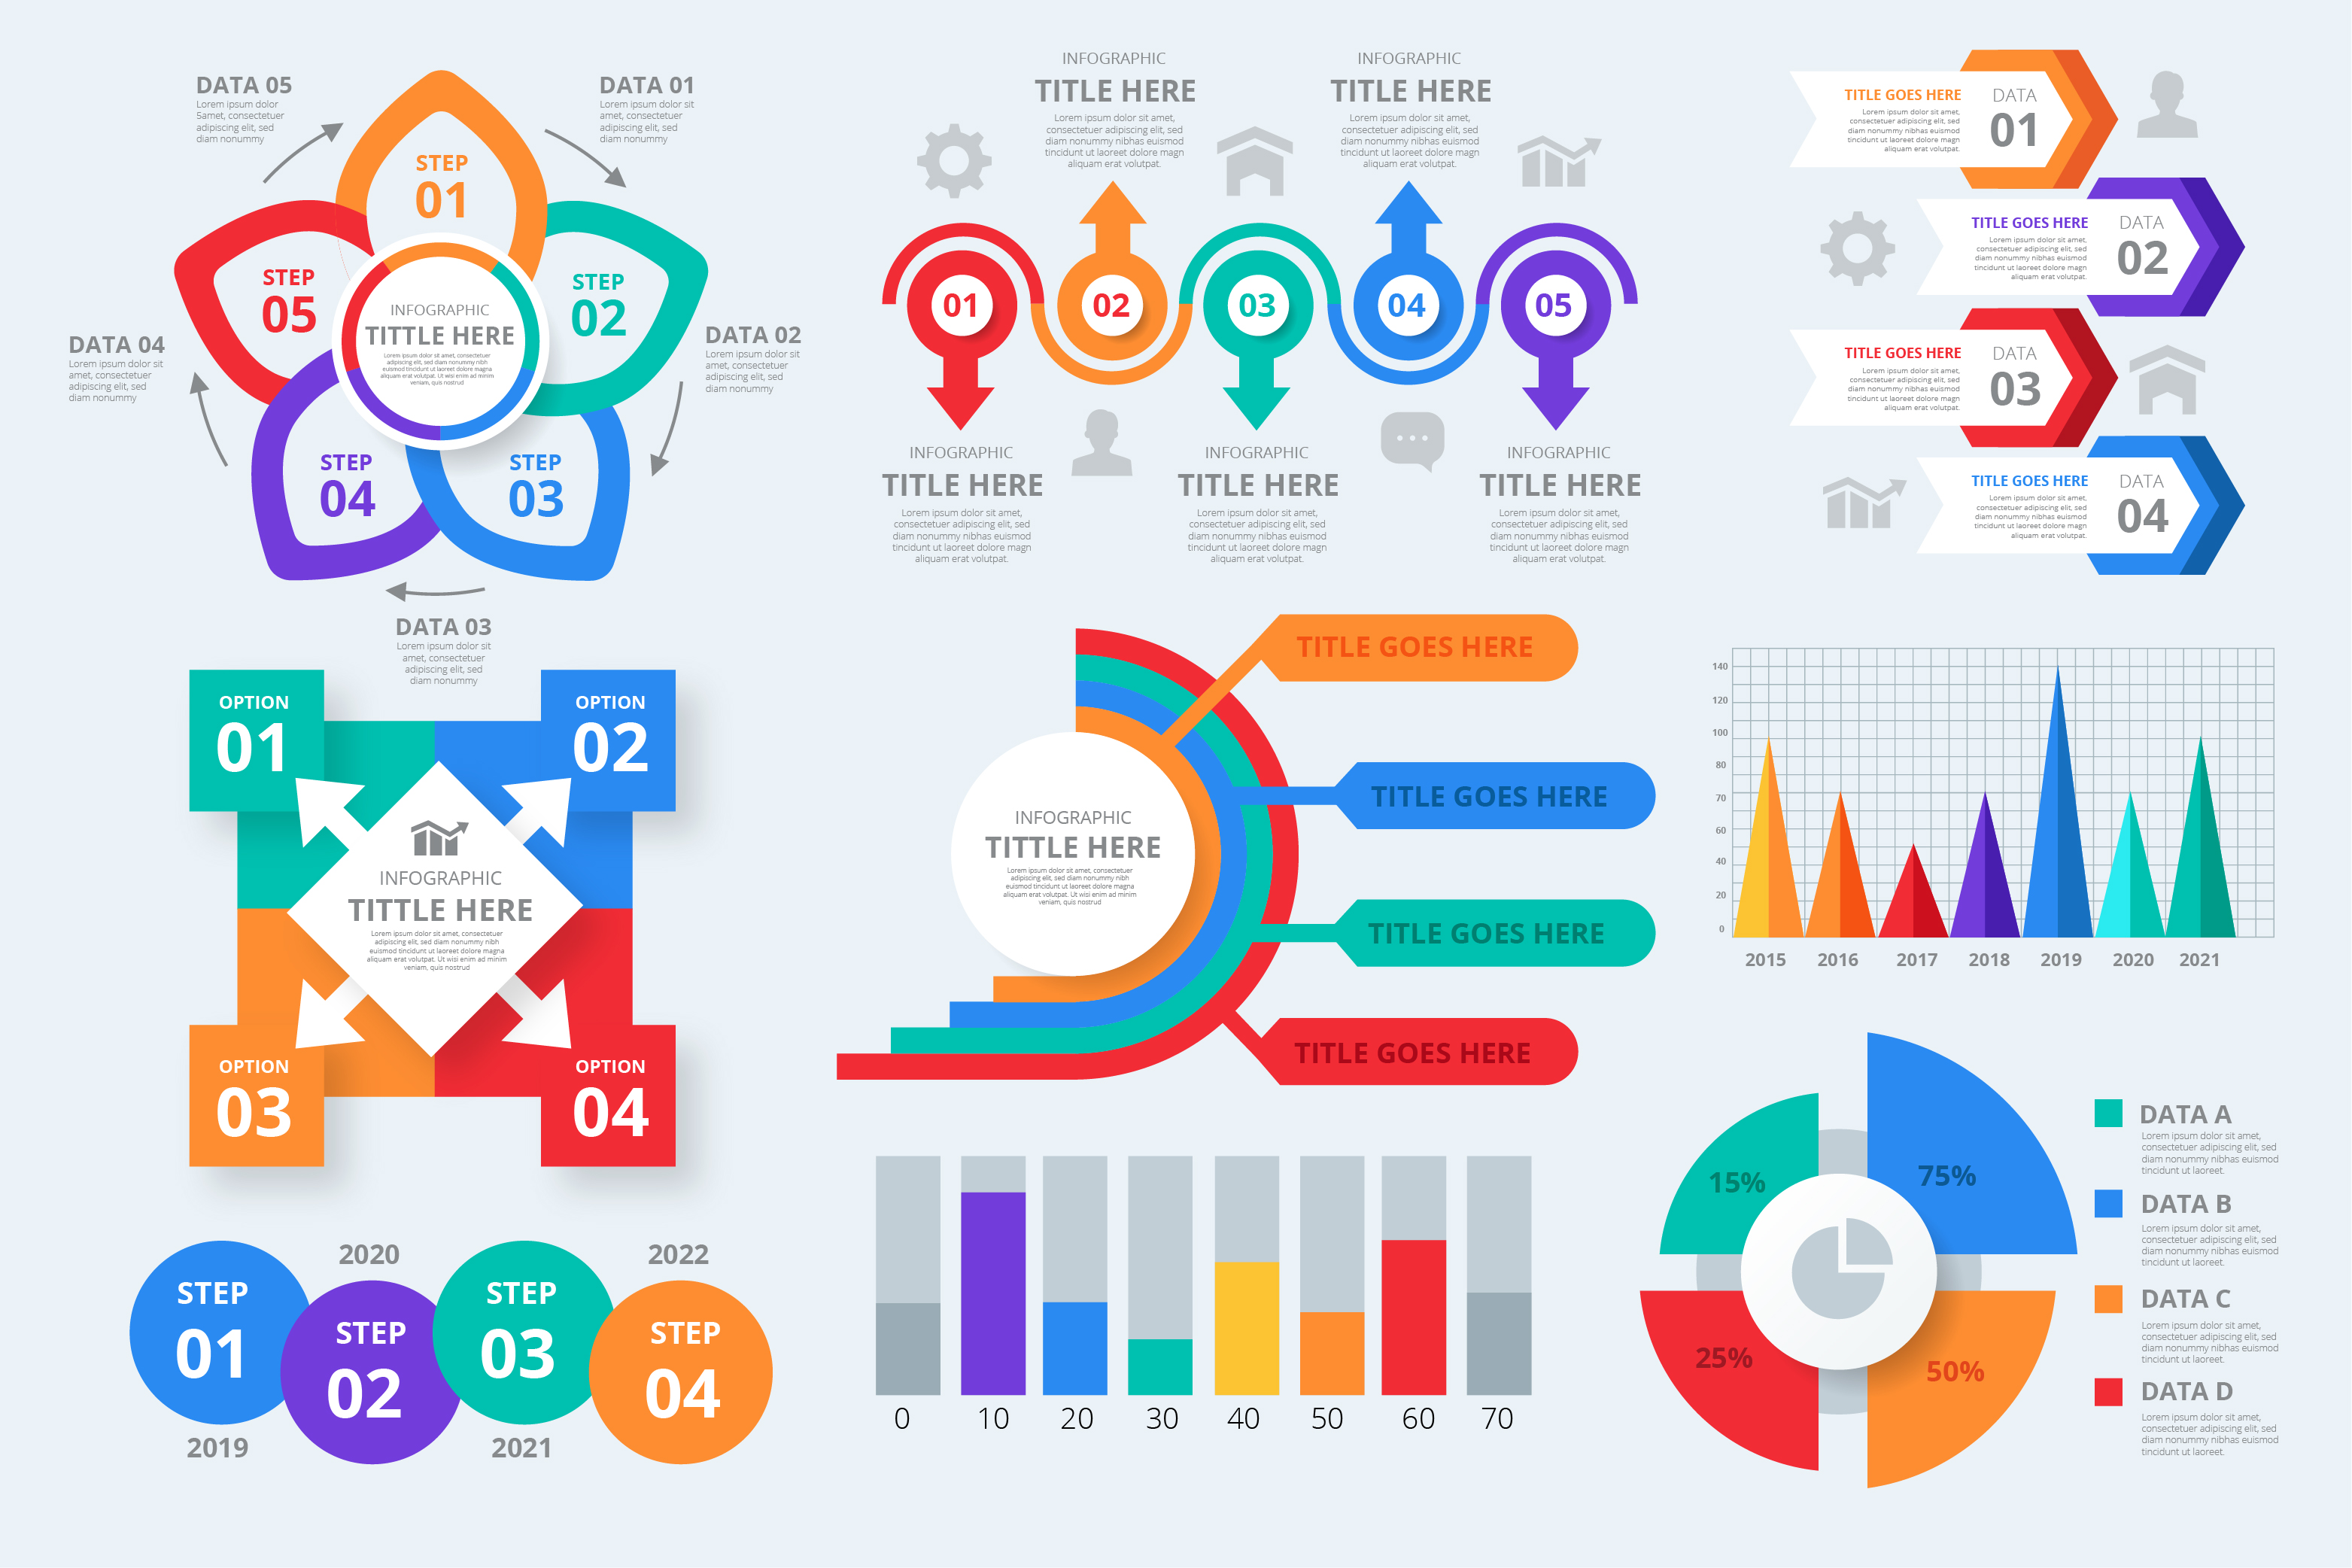 DATA 05
Lorem ipsum dolor
5amet, consectetuer
adipiscing elit, sed
diam nonummy
DATA 01
Lorem ipsum dolor sit
amet, consectetuer
adipiscing elit, sed
diam nonummy
STEP
01
STEP
05
STEP
02
INFOGRAPHIC
TITTLE HERE
Lorem ipsum dolor sit amet, consectetuer
adipiscing elit, sed diam nonummy nibh
euismod tincidunt ut laoreet dolore magna
aliquam erat volutpat. Ut wisi enim ad minim
veniam, quis nostrud
DATA 04
Lorem ipsum dolor sit
amet, consectetuer
adipiscing elit, sed
diam nonummy
DATA 02
Lorem ipsum dolor sit
amet, consectetuer
adipiscing elit, sed
diam nonummy
STEP
04
STEP
03
DATA 03
Lorem ipsum dolor sit
amet, consectetuer
adipiscing elit, sed
diam nonummy
INFOGRAPHIC
TITLE HERE
Lorem ipsum dolor sit amet,
consectetuer adipiscing elit, sed
diam nonummy nibhas euismod
tincidunt ut laoreet dolore magn
aliquam erat volutpat.
INFOGRAPHIC
TITLE HERE
Lorem ipsum dolor sit amet,
consectetuer adipiscing elit, sed
diam nonummy nibhas euismod
tincidunt ut laoreet dolore magn
aliquam erat volutpat.
01
02
03
04
05
INFOGRAPHIC
TITLE HERE
Lorem ipsum dolor sit amet,
consectetuer adipiscing elit, sed
diam nonummy nibhas euismod
tincidunt ut laoreet dolore magn
aliquam erat volutpat.
INFOGRAPHIC
TITLE HERE
Lorem ipsum dolor sit amet,
consectetuer adipiscing elit, sed
diam nonummy nibhas euismod
tincidunt ut laoreet dolore magn
aliquam erat volutpat.
INFOGRAPHIC
TITLE HERE
Lorem ipsum dolor sit amet,
consectetuer adipiscing elit, sed
diam nonummy nibhas euismod
tincidunt ut laoreet dolore magn
aliquam erat volutpat.
TITLE GOES HERE
Lorem ipsum dolor sit amet,
consectetuer adipiscing elit, sed
diam nonummy nibhas euismod
tincidunt ut laoreet dolore magn
aliquam erat volutpat.
DATA
01
TITLE GOES HERE
Lorem ipsum dolor sit amet,
consectetuer adipiscing elit, sed
diam nonummy nibhas euismod
tincidunt ut laoreet dolore magn
aliquam erat volutpat.
DATA
02
TITLE GOES HERE
Lorem ipsum dolor sit amet,
consectetuer adipiscing elit, sed
diam nonummy nibhas euismod
tincidunt ut laoreet dolore magn
aliquam erat volutpat.
DATA
03
TITLE GOES HERE
Lorem ipsum dolor sit amet,
consectetuer adipiscing elit, sed
diam nonummy nibhas euismod
tincidunt ut laoreet dolore magn
aliquam erat volutpat.
DATA
04
OPTION
01
OPTION
02
INFOGRAPHIC
TITTLE HERE
Lorem ipsum dolor sit amet, consectetuer
adipiscing elit, sed diam nonummy nibh
euismod tincidunt ut laoreet dolore magna
aliquam erat volutpat. Ut wisi enim ad minim
veniam, quis nostrud
OPTION
03
OPTION
04
INFOGRAPHIC
TITTLE HERE
Lorem ipsum dolor sit amet, consectetuer
adipiscing elit, sed diam nonummy nibh
euismod tincidunt ut laoreet dolore magna
aliquam erat volutpat. Ut wisi enim ad minim
veniam, quis nostrud
TITLE GOES HERE
TITLE GOES HERE
TITLE GOES HERE
TITLE GOES HERE
140
120
100
80
70
60
40
20
0
2015 2016 2017 2018 2019 2020 2021
STEP
01
2019
2020
STEP
02
STEP
03
2021
2022
STEP
04
0 10 20 30 40 50 60 70
15%
75%
25%
50%
DATA A
Lorem ipsum dolor sit amet,
consectetuer adipiscing elit, sed
diam nonummy nibhas euismod
tincidunt ut laoreet.
DATA B
Lorem ipsum dolor sit amet,
consectetuer adipiscing elit, sed
diam nonummy nibhas euismod
tincidunt ut laoreet.
DATA C
Lorem ipsum dolor sit amet,
consectetuer adipiscing elit, sed
diam nonummy nibhas euismod
tincidunt ut laoreet.
DATA D
Lorem ipsum dolor sit amet,
consectetuer adipiscing elit, sed
diam nonummy nibhas euismod
tincidunt ut laoreet.